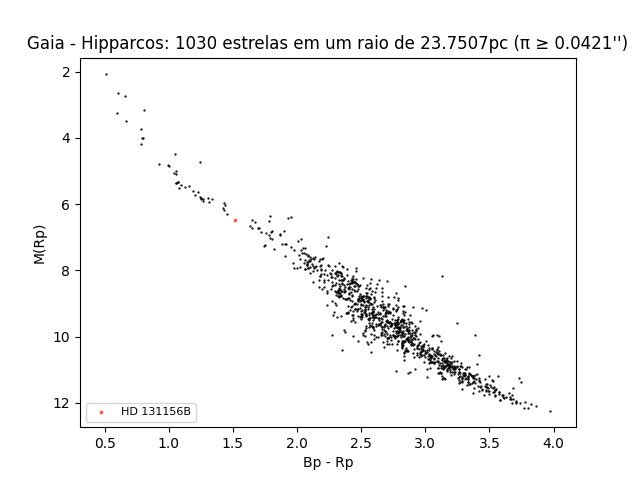 Gaia - Hipparcos: 1030 estrelas em um raio de 23.7507pc (π ≥ 0.0421'')
2
4
6
8
10
12
M(Rp)
HD 131156B
0.5 1.0 1.5 2.0 2.5 3.0 3.5 4.0
Bp - Rp